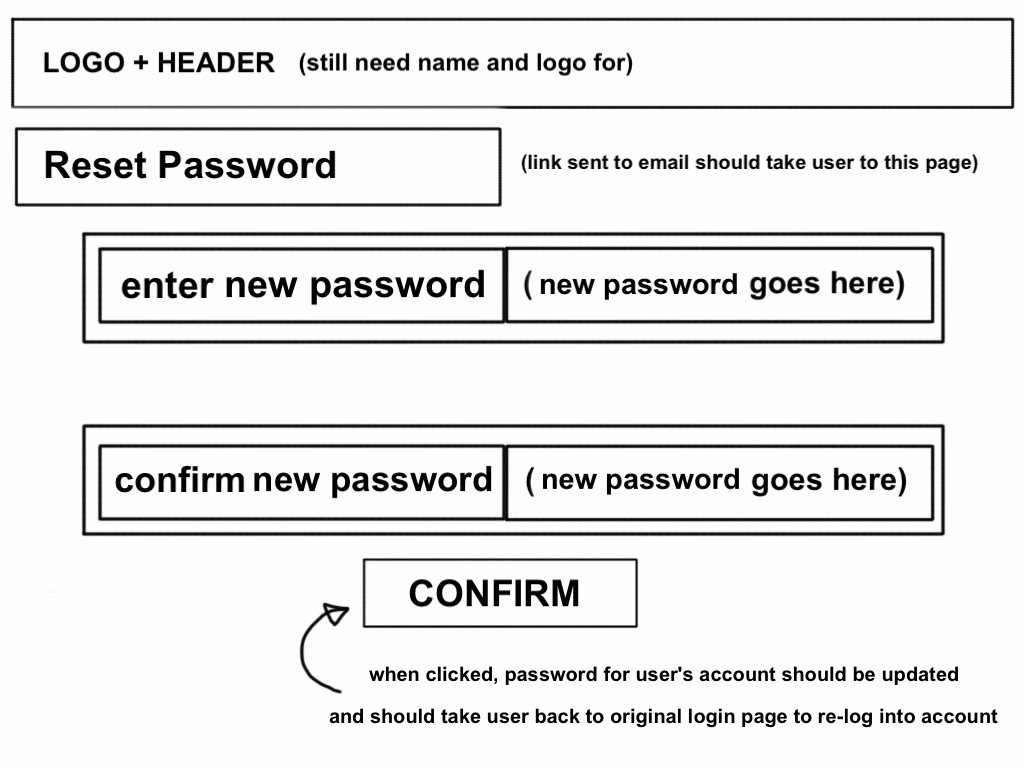 LOGO + HEADER (still need name and logo for)
Reset Password (link sent to email should take user to this page)
enter new password (new password goes here)
confirm new password (new password goes here)
CONFIRM
when clicked, password for user's account should be updated
and should take user back to original login page to re-log into account